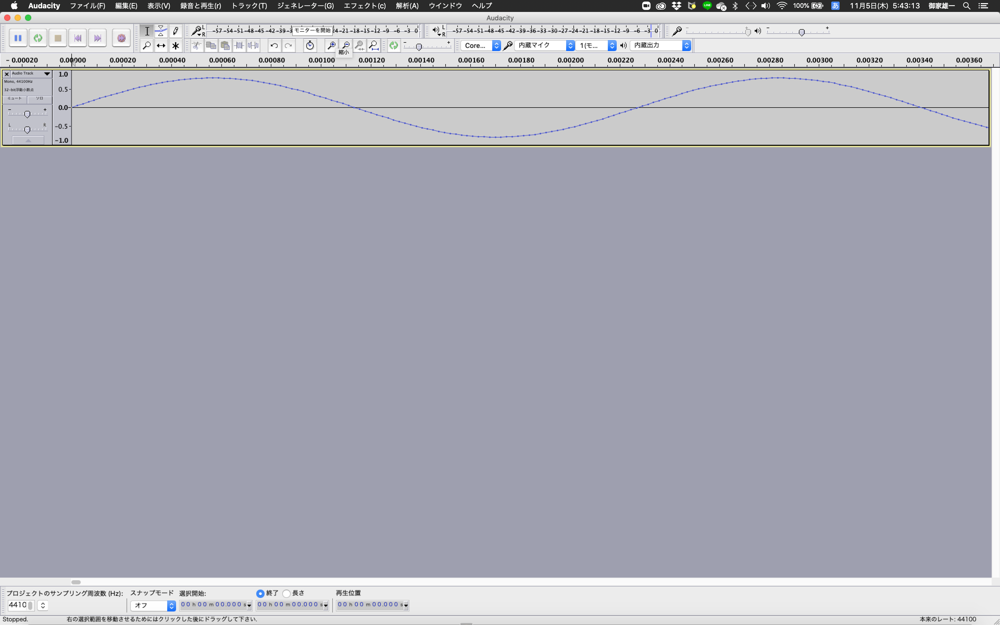 Audacity ファイル(F) 編集(E) 表示(V) 録音と再生(r) トラック(T) ジェネレーター(G) エフェクト(c) 解析(A) ウインドウ ヘルプ LINE 100% あ 11月5日(木) 5:43:13 御家雄一
Audacity
L R -57 -54 -51 -48 -45 -42 -39 -3 モニターを開始 24 -21 -18 -15 -12 -9 -6 -3 0 L R -57 -54 -51 -48 -45 -42 -39 -36 -33 -30 -27 -24 -21 -18 -15 -12 -9 -6 -3 0 - + - +
- + Core... 内蔵マイク 1(モ... 内蔵出力
縮小
- 0.00020 0.00000 0.00020 0.00040 0.00060 0.00080 0.00100 0.00120 0.00140 0.00160 0.00180 0.00200 0.00220 0.00240 0.00260 0.00280 0.00300 0.00320 0.00340 0.00360
Audio Track 1.0
Mono, 44100Hz
32-bit浮動小数点 0.5
ミュート ソロ
- + 0.0
L R -0.5
-1.0
プロジェクトのサンプリング周波数 (Hz): スナップモード 選択開始: 終了 長さ 再生位置
4410 オフ 00 h 00 m 00.000 s 00 h 00 m 00.000 s 00 h 00 m 00.000 s
Stopped. 右の選択範囲を移動させるためにはクリックした後にドラッグして下さい. 本来のレート: 44100